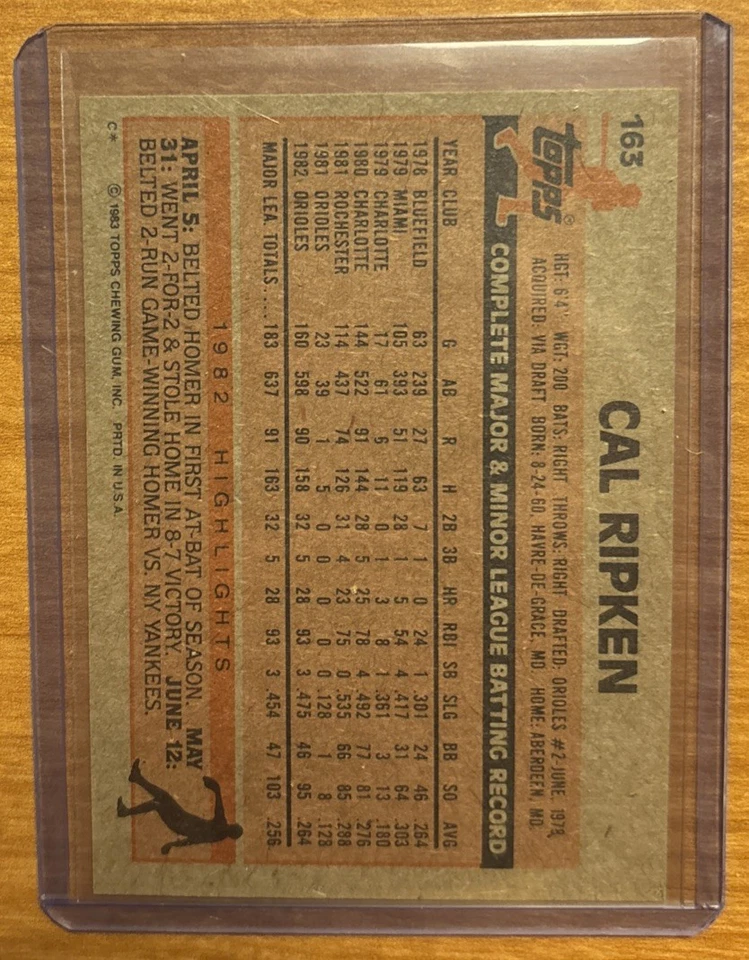 163
CAL RIPKEN
topps®
HGT: 6'4" WGT: 200 BATS: RIGHT THROWS: RIGHT DRAFTED: ORIOLES #2-JUNE, 1978
ACQUIRED: VIA DRAFT BORN: 8-24-60, HAVRE-DE-GRACE, MD. HOME: ABERDEEN, MD.
COMPLETE MAJOR & MINOR LEAGUE BATTING RECORD
YEAR CLUB G AB R H 2B 3B HR RBI SB SLG BB SO AVG
1978 BLUEFIELD 63 239 27 63 7 1 0 24 1 .301 24 46 .264
1979 MIAMI 105 393 51 119 28 1 5 54 4 .417 31 64 .303
1979 CHARLOTTE 17 61 6 11 0 1 3 8 1 .361 3 13 .180
1980 CHARLOTTE 144 522 91 144 28 5 25 78 4 .492 77 81 .276
1981 ROCHESTER 114 437 74 126 31 4 23 75 0 .535 66 85 .288
1981 ORIOLES 23 39 1 5 0 0 0 0 0 .128 1 8 .128
1982 ORIOLES 160 598 90 158 32 5 28 93 3 .475 46 95 .264
MAJOR LEA. TOTALS.... 183 637 91 163 32 5 28 93 3 .454 47 103 .256
1982 HIGHLIGHTS
APRIL 5: BELTED HOMER IN FIRST AT-BAT OF SEASON. MAY
31: WENT 2-FOR-2 & STOLE HOME IN 8-7 VICTORY. JUNE 12:
BELTED 2-RUN GAME-WINNING HOMER VS. NY YANKEES.
C* © 1983 TOPPS CHEWING GUM, INC. PRTD. IN U.S.A.